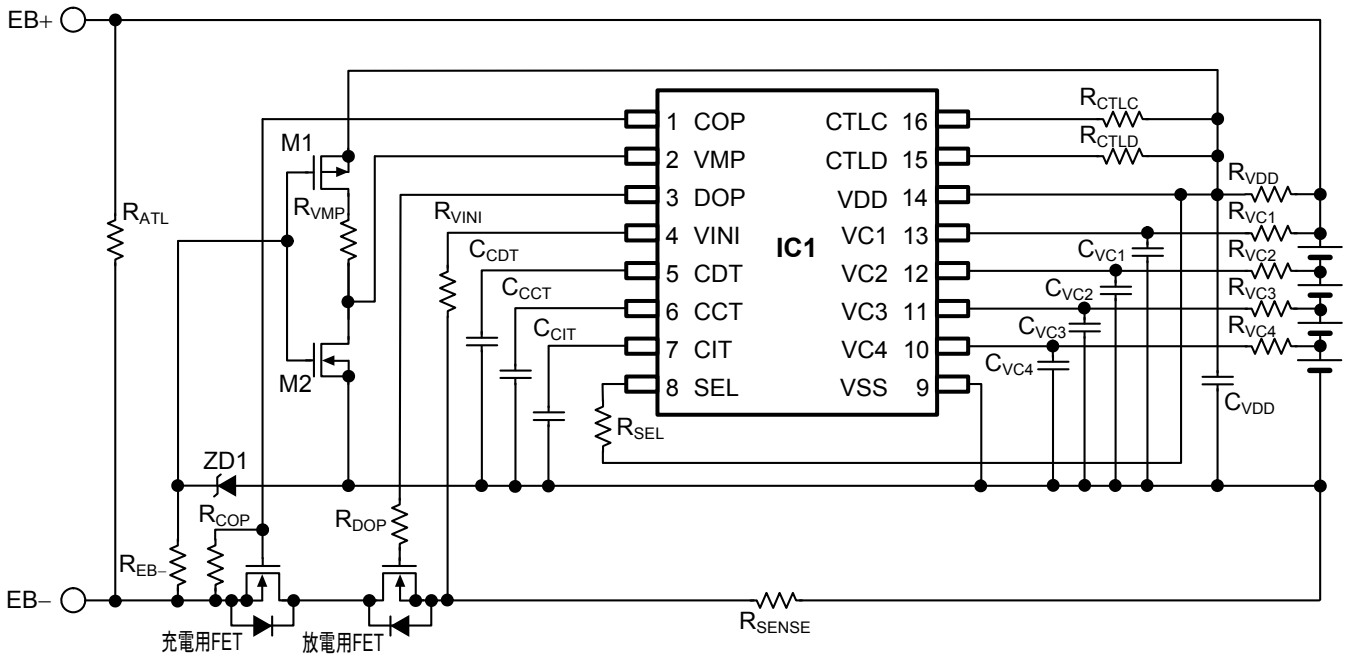 EB+
M1
RVMP
RATL
M2
ZD1
RCOP
REB−
EB−
充電用FET
放電用FET
RDOP
RVINI
CCDT
CCCT
CCIT
RSEL
1 COP
2 VMP
3 DOP
4 VINI
5 CDT
6 CCT
7 CIT
8 SEL
IC1
CTLC 16
CTLD 15
VDD 14
VC1 13
VC2 12
VC3 11
VC4 10
VSS 9
RCTLC
RCTLD
RVDD
RVC1
RVC2
RVC3
RVC4
CVC1
CVC2
CVC3
CVC4
CVDD
RSENSE